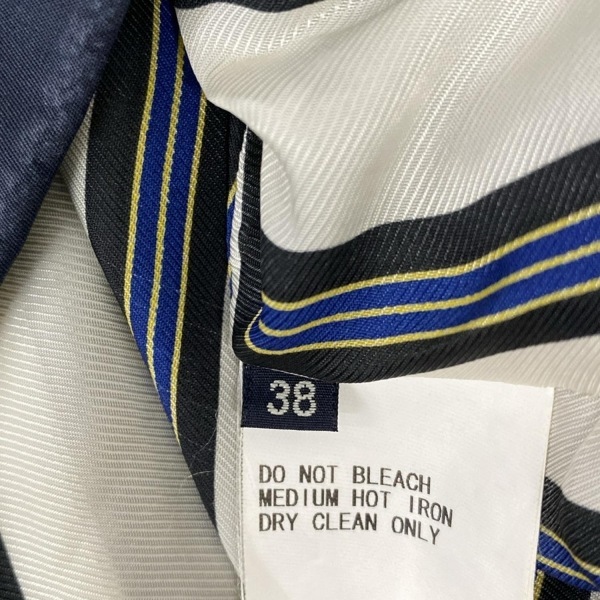 38
DO NOT BLEACH
MEDIUM HOT IRON
DRY CLEAN ONLY